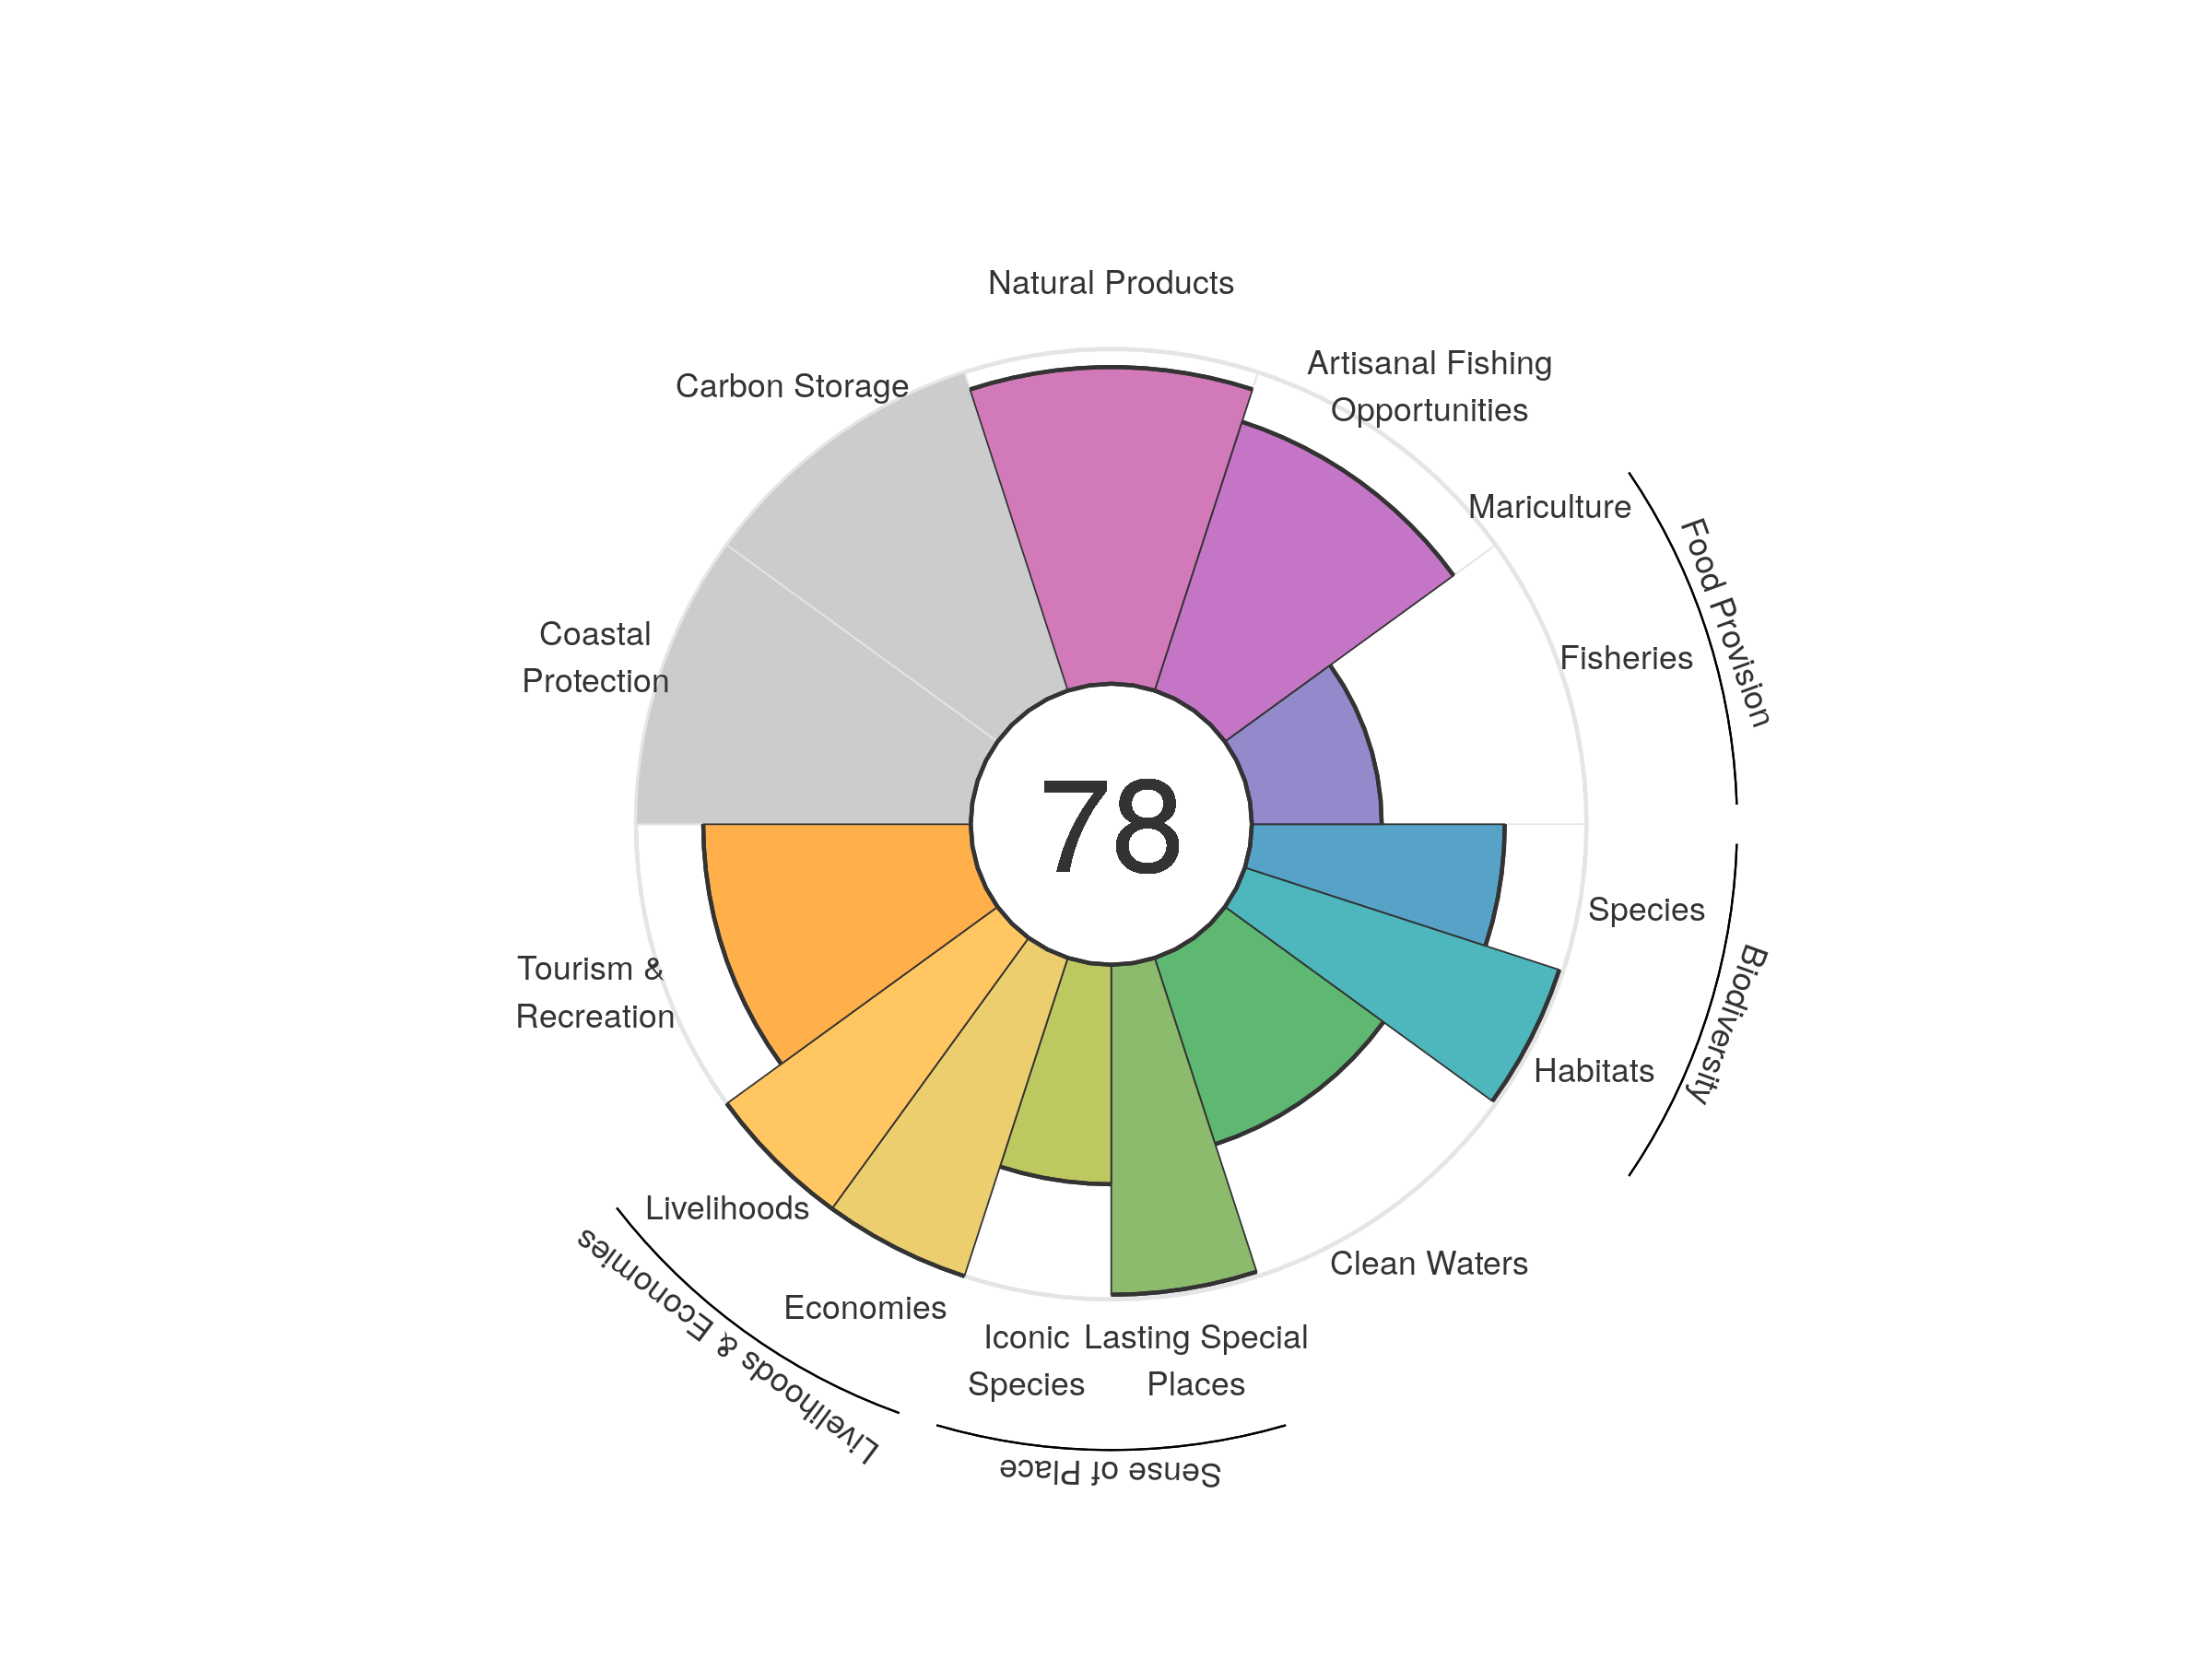 Natural Products
Artisanal Fishing
Opportunities
Carbon Storage
Mariculture
Food Provision
Coastal
Protection
Fisheries
78
Species
Biodiversity
Tourism &
Recreation
Habitats
Livelihoods
Livelihoods & Economies
Clean Waters
Economies
Iconic
Species
Lasting Special
Places
Sense of Place